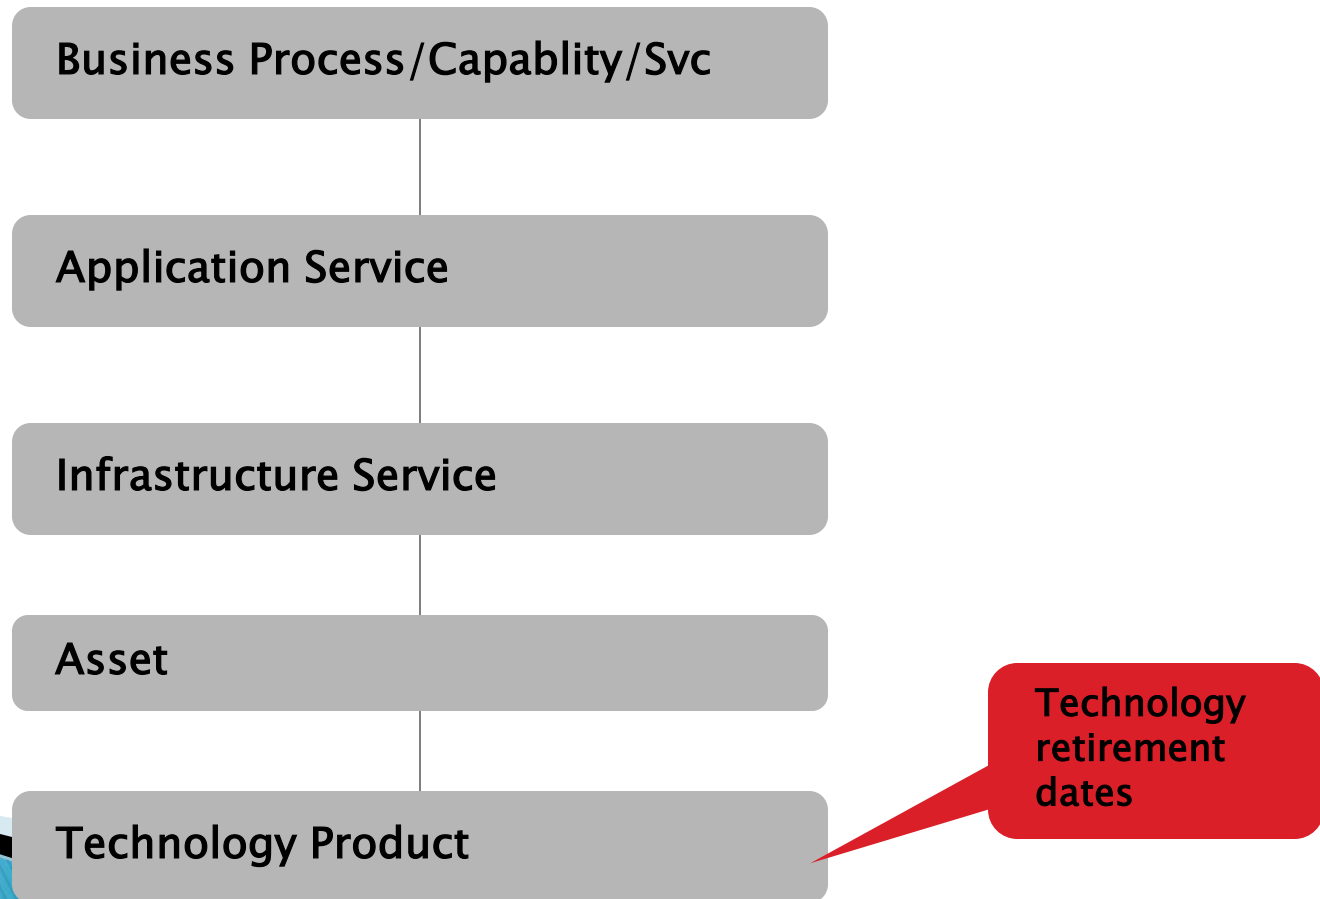 Business Process/Capablity/Svc
Application Service
Infrastructure Service
Asset
Technology
retirement
dates
Technology Product